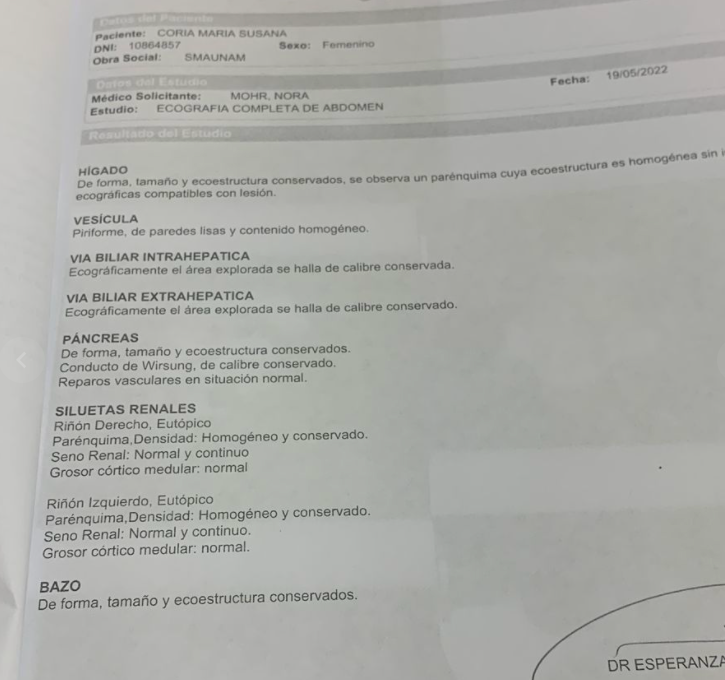 Datos del Paciente
Paciente: CORIA MARIA SUSANA
DNI: 10864857 Sexo: Femenino
Obra Social: SMAUNAM
Datos del Estudio
Fecha: 19/05/2022
Médico Solicitante: MOHR, NORA
Estudio: ECOGRAFIA COMPLETA DE ABDOMEN
Resultado del Estudio
HÍGADO
De forma, tamaño y ecoestructura conservados, se observa un parénquima cuya ecoestructura es homogénea sin
ecográficas compatibles con lesión.
VESÍCULA
Piriforme, de paredes lisas y contenido homogéneo.
VIA BILIAR INTRAHEPATICA
Ecográficamente el área explorada se halla de calibre conservada.
VIA BILIAR EXTRAHEPATICA
Ecográficamente el área explorada se halla de calibre conservado.
PÁNCREAS
De forma, tamaño y ecoestructura conservados.
Conducto de Wirsung, de calibre conservado.
Reparos vasculares en situación normal.
SILUETAS RENALES
Riñón Derecho, Eutópico
Parénquima,Densidad: Homogéneo y conservado.
Seno Renal: Normal y continuo
Grosor córtico medular: normal
Riñón Izquierdo, Eutópico
Parénquima,Densidad: Homogéneo y conservado.
Seno Renal: Normal y continuo.
Grosor córtico medular: normal.
BAZO
De forma, tamaño y ecoestructura conservados.
DR ESPERANZA